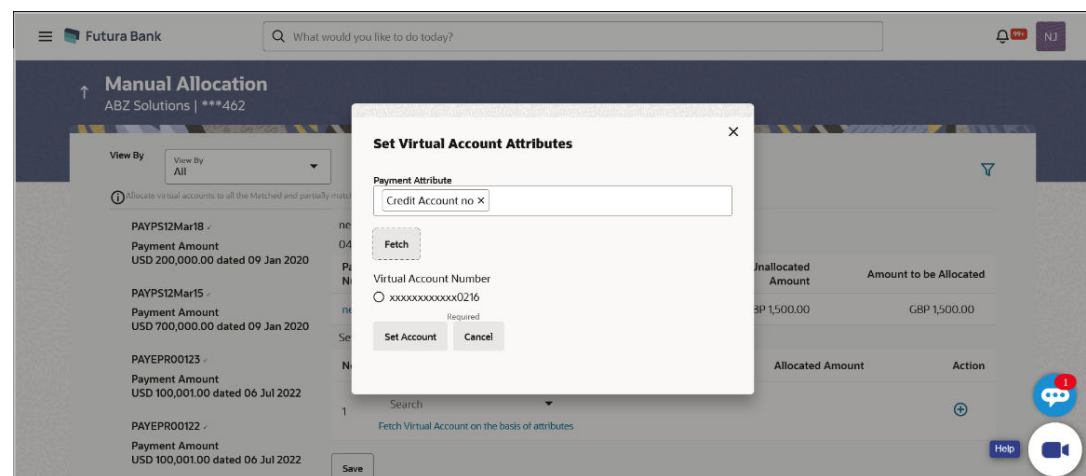 Futura Bank
What would you like to do today?
99+
NJ
Manual Allocation
ABZ Solutions | ***462
View By
View By
All
Allocate virtual accounts to all the Matched and partially
PAYPS12Mar18
Payment Amount
USD 200,000.00 dated 09 Jan 2020
PAYPS12Mar15
Payment Amount
USD 700,000.00 dated 09 Jan 2020
PAYEPR00123
Payment Amount
USD 100,001.00 dated 06 Jul 2022
PAYEPR00122
Payment Amount
USD 100,001.00 dated 06 Jul 2022
Set Virtual Account Attributes
Payment Attribute
Credit Account no ×
Fetch
Virtual Account Number
xxxxxxxxxxxx0216
Required
Set Account Cancel
Unallocated
Amount
Amount to be Allocated
1,500.00
GBP 1,500.00
Allocated Amount
Action
1
Search
Fetch Virtual Account on the basis of attributes
Save
1
Help